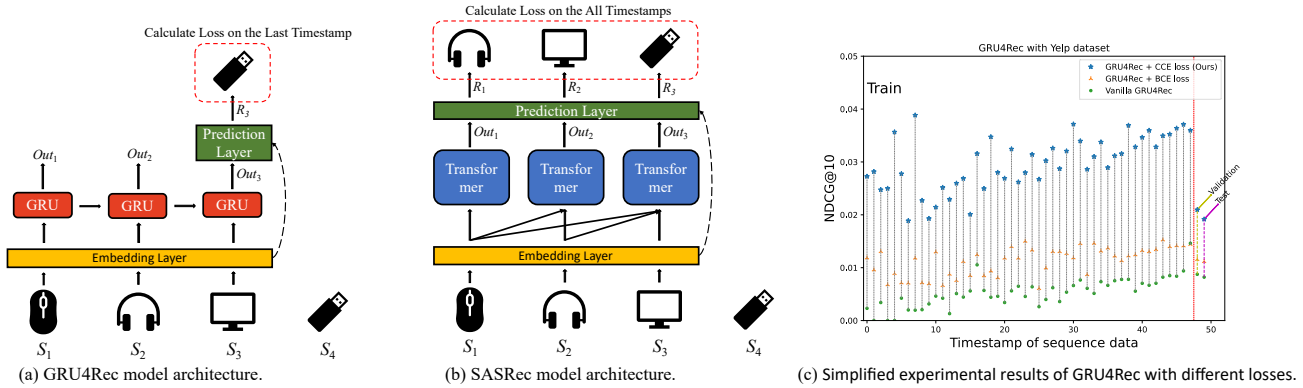 Calculate Loss on the Last Timestamp
R3
Prediction
Layer
Out1
Out2
Out3
GRU
GRU
GRU
Embedding Layer
S1
S2
S3
S4
(a) GRU4Rec model architecture.
Calculate Loss on the All Timestamps
R1
R2
R3
Prediction Layer
Out1
Out2
Out3
Transfor
mer
Transfor
mer
Transfor
mer
Embedding Layer
S1
S2
S3
S4
(b) SASRec model architecture.
GRU4Rec with Yelp dataset
GRU4Rec + CCE loss (Ours)
GRU4Rec + BCE loss
Vanilla GRU4Rec
Train
Validation
Test
NDCG@10
0.05
0.04
0.03
0.02
0.01
0.00
0
10
20
30
40
50
Timestamp of sequence data
(c) Simplified experimental results of GRU4Rec with different losses.